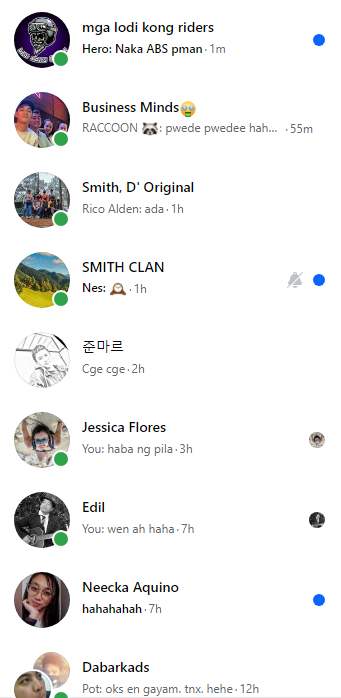 mga lodi kong riders
Hero: Naka ABS pman · 1m
Business Minds🤑
RACCOON 🦝: pwede pwedee hah... · 55m
Smith, D' Original
Rico Alden: ada · 1h
SMITH CLAN
Nes: 🕰️ · 1h
준마르
Cge cge · 2h
Jessica Flores
You: haba ng pila · 3h
Edil
You: wen ah haha · 7h
Neecka Aquino
hahahahah · 7h
Dabarkads
Pot: oks en gayam. tnx. hehe · 12h